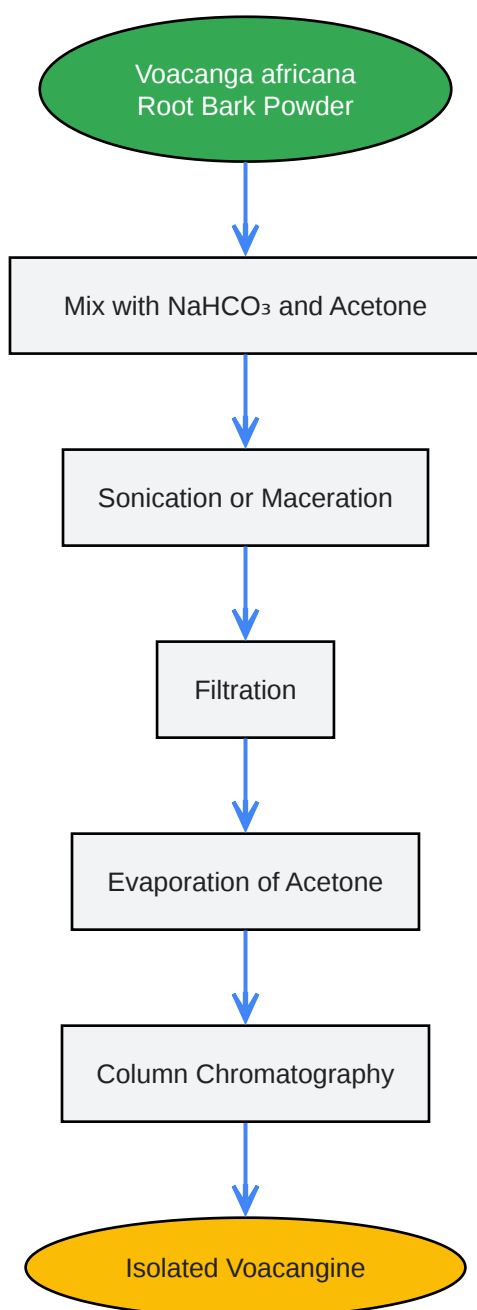 Voacanga africana
Root Bark Powder
Mix with NaHCO₃ and Acetone
Sonication or Maceration
Filtration
Evaporation of Acetone
Column Chromatography
Isolated Voacangine